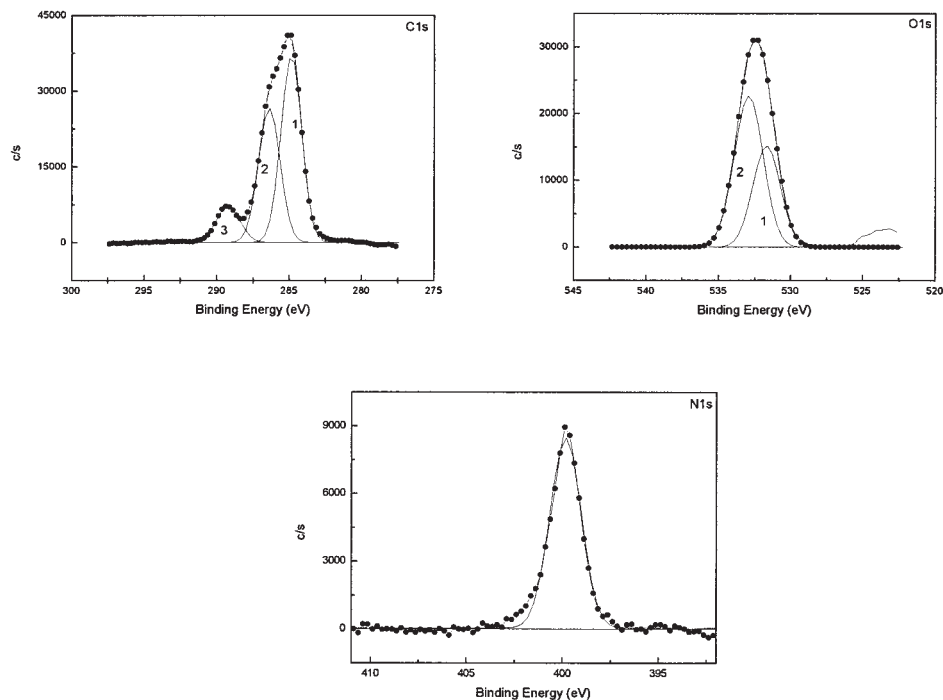 C1s
45000
30000
15000
0
c/s
1
2
3
300 295 290 285 280 275
Binding Energy (eV)
O1s
30000
20000
10000
0
c/s
2
1
545 540 535 530 525 520
Binding Energy (eV)
N1s
9000
6000
3000
0
c/s
410 405 400 395
Binding Energy (eV)